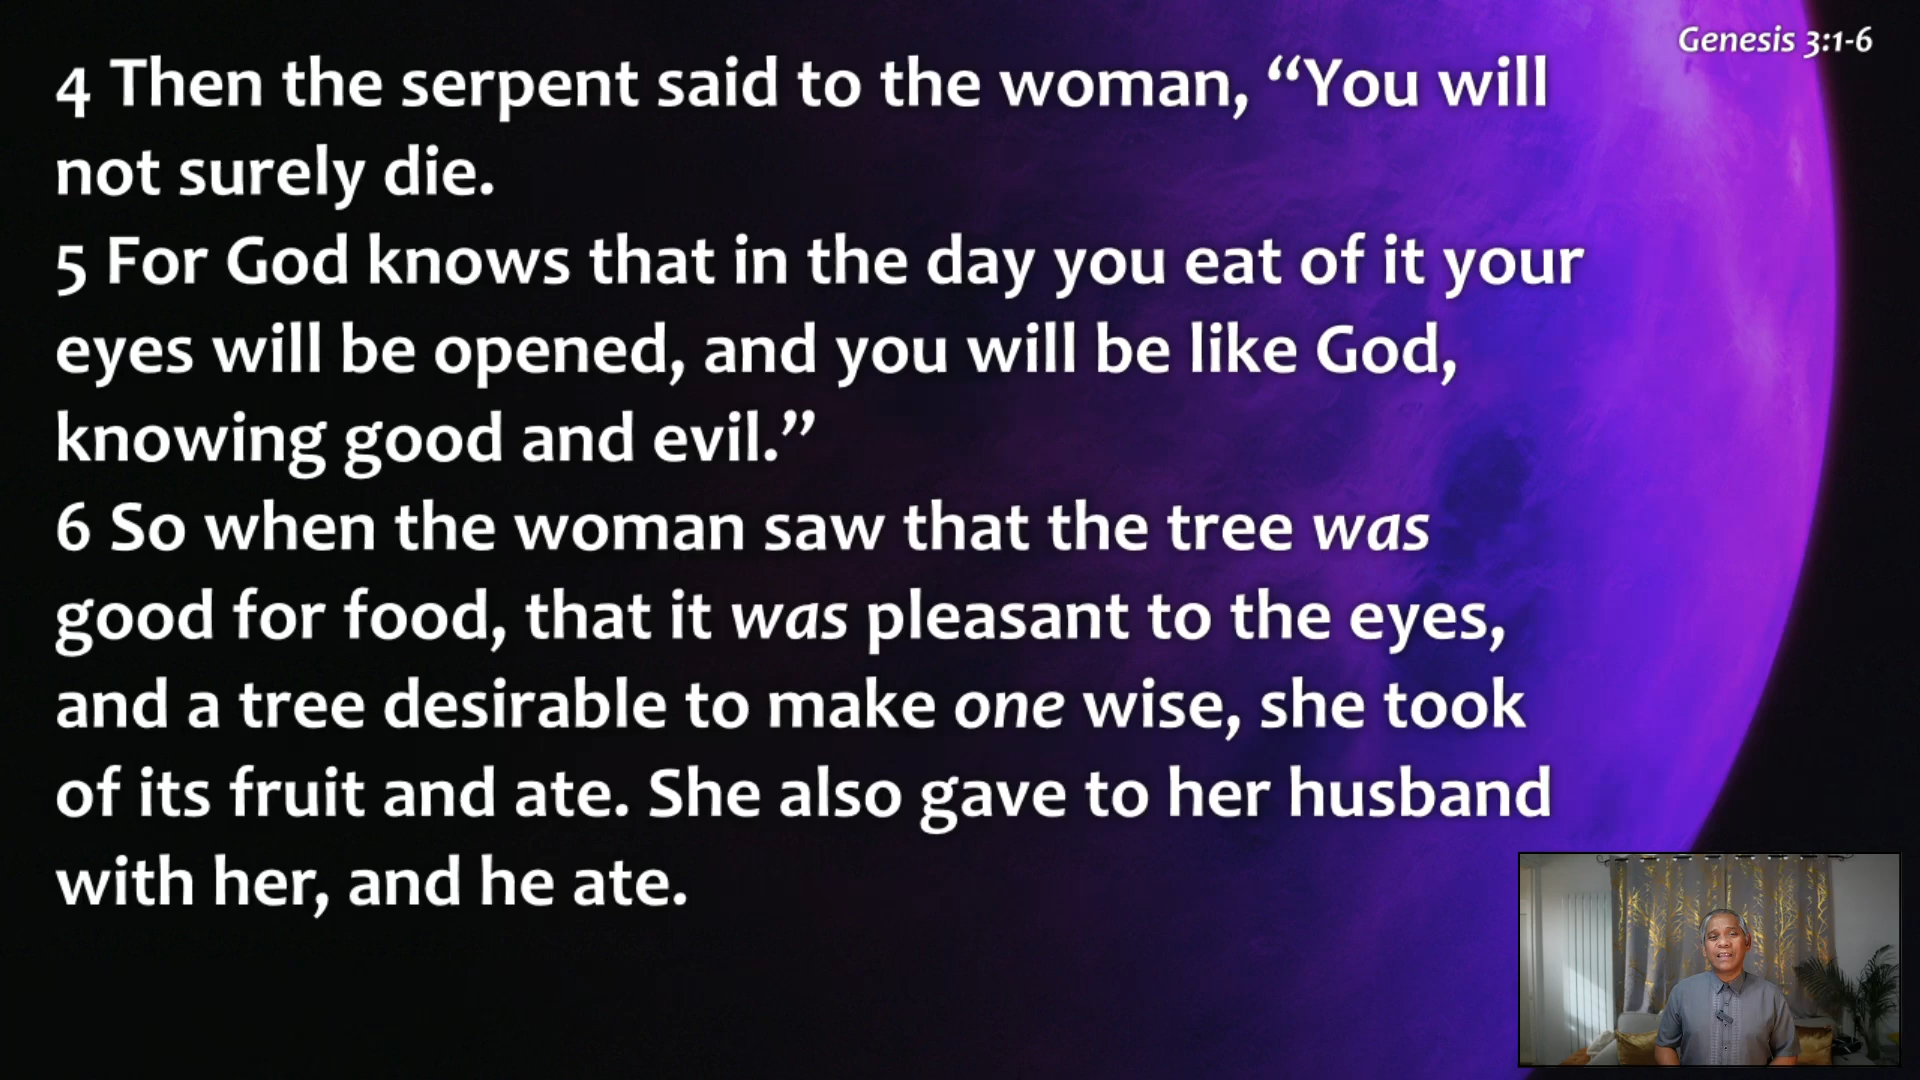 Genesis 3:1-6
4 Then the serpent said to the woman, “You will
not surely die.
5 For God knows that in the day you eat of it your
eyes will be opened, and you will be like God,
knowing good and evil.”
6 So when the woman saw that the tree was
good for food, that it was pleasant to the eyes,
and a tree desirable to make one wise, she took
of its fruit and ate. She also gave to her husband
with her, and he ate.